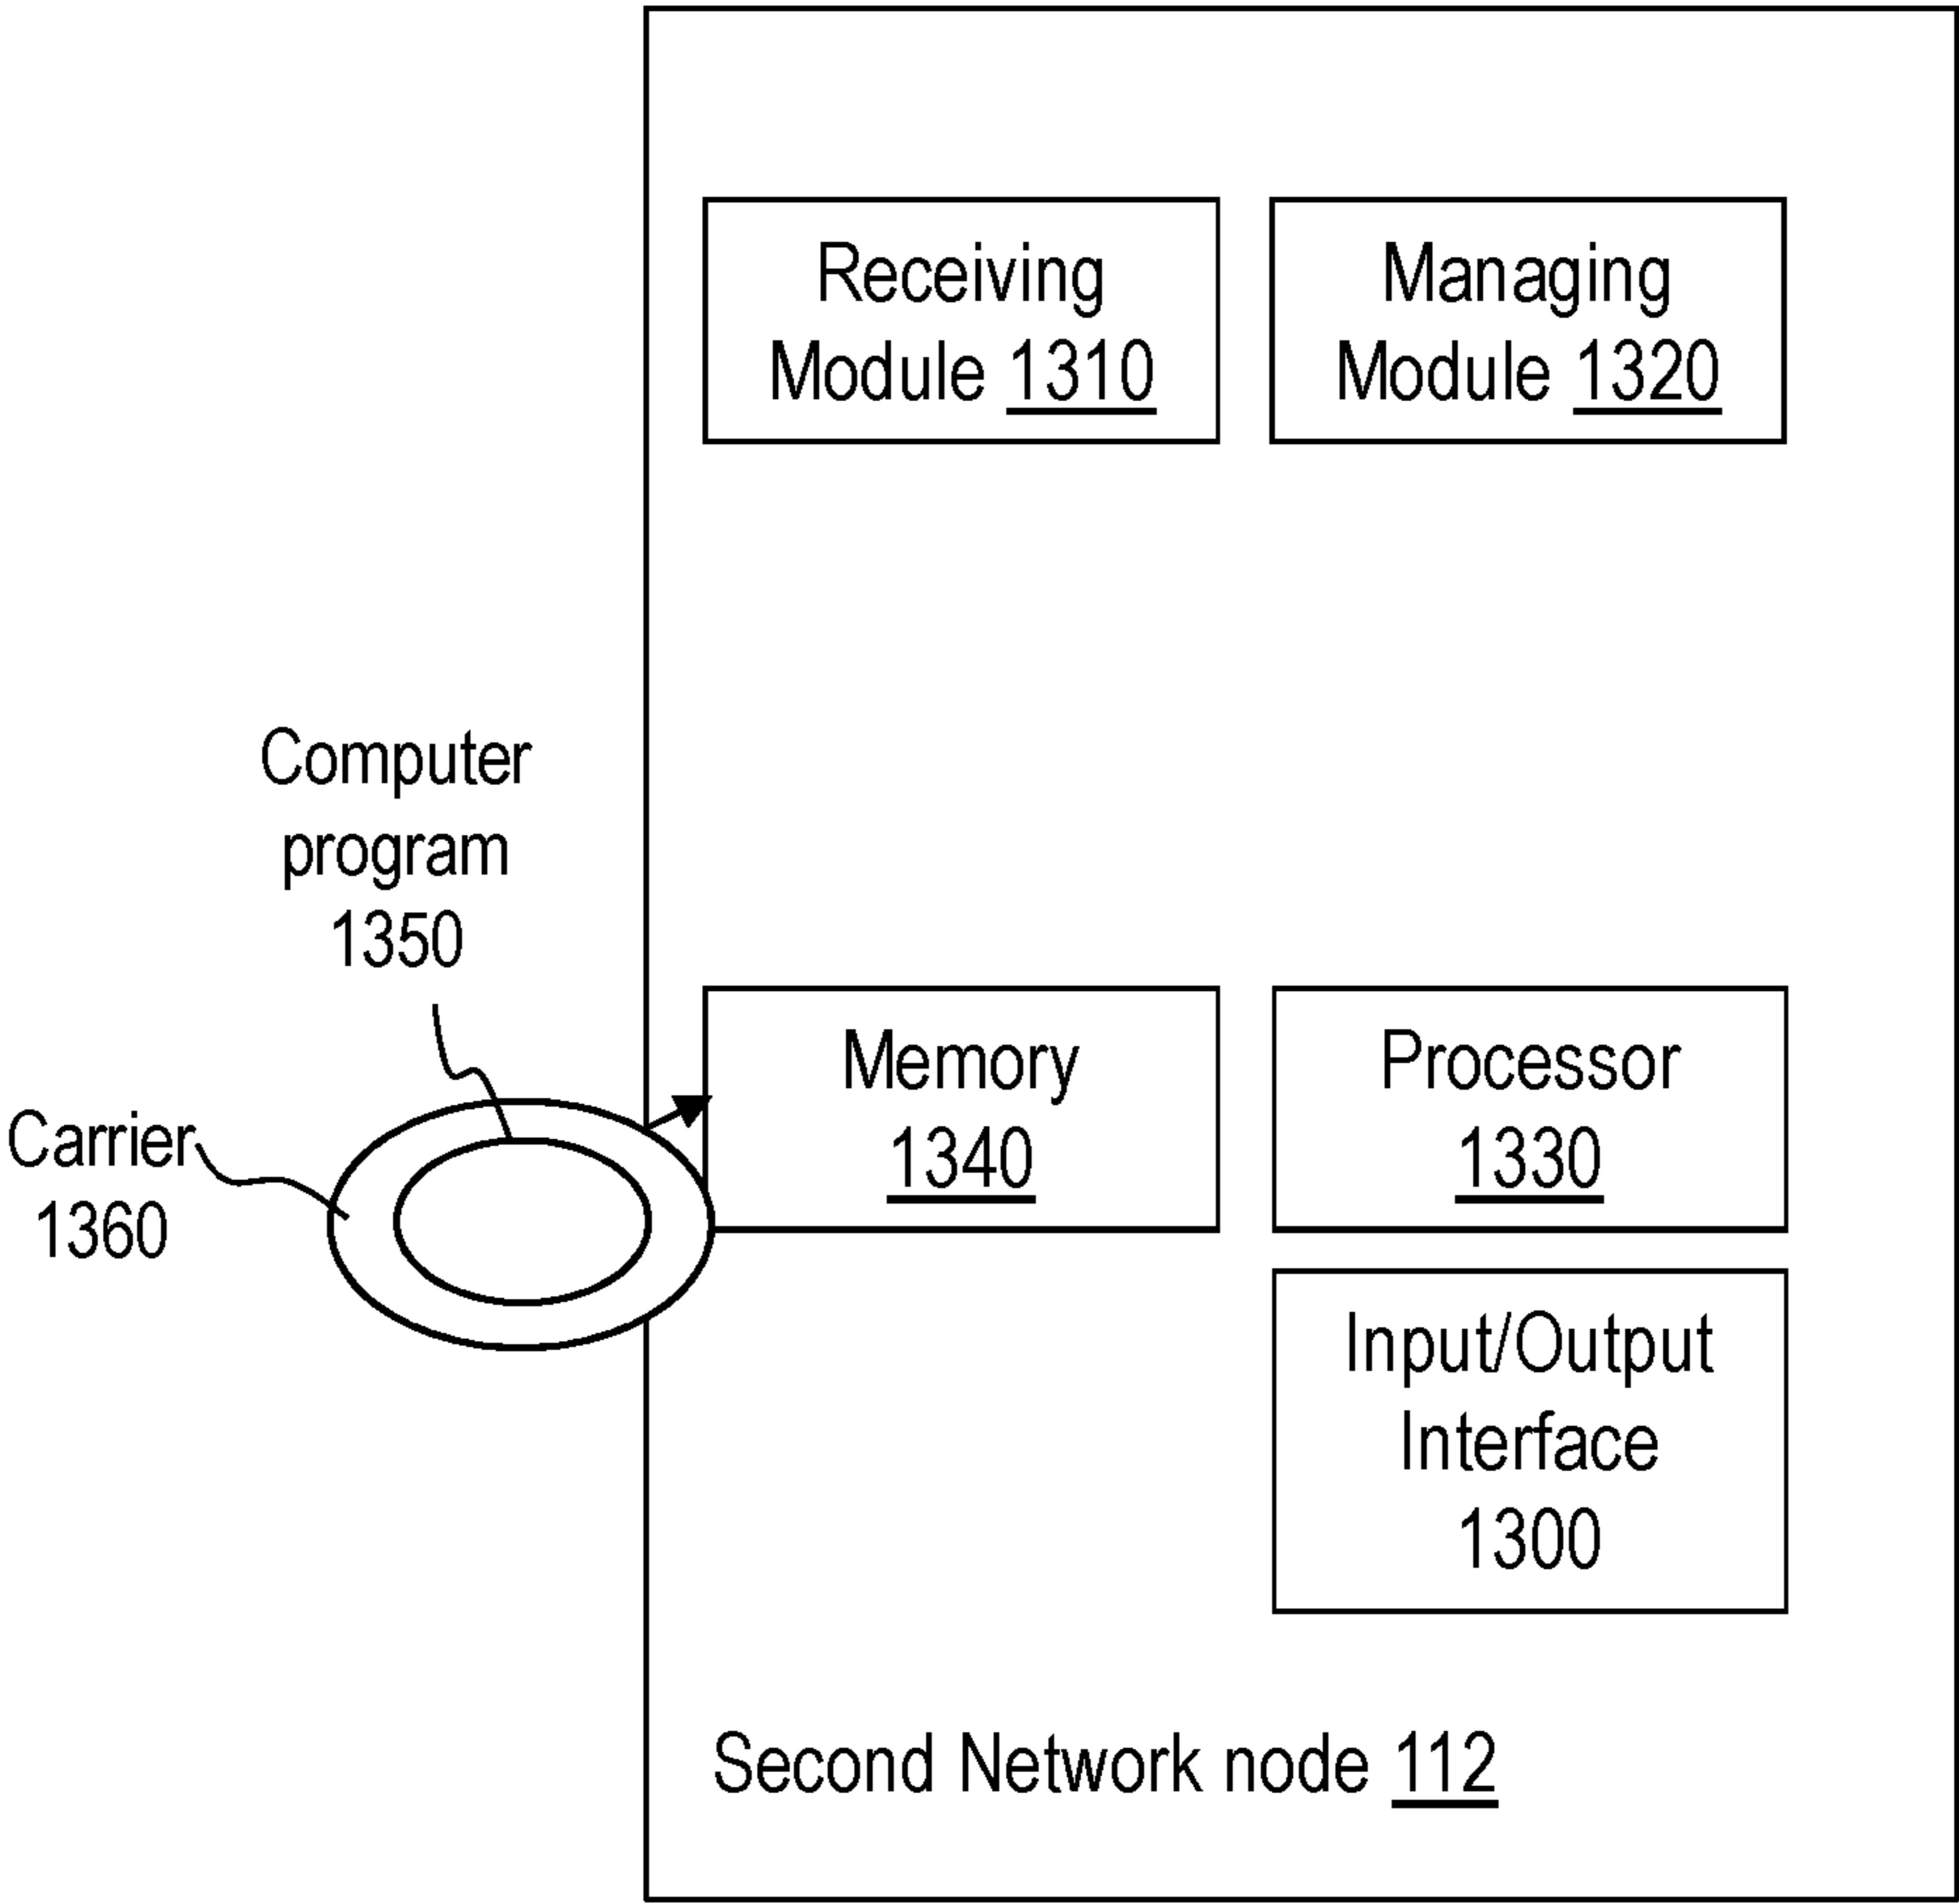 Receiving
Module 1310
Managing
Module 1320
Computer
program
1350
Memory
1340
Processor
1330
Carrier
1360
Input/Output
Interface
1300
Second Network node 112